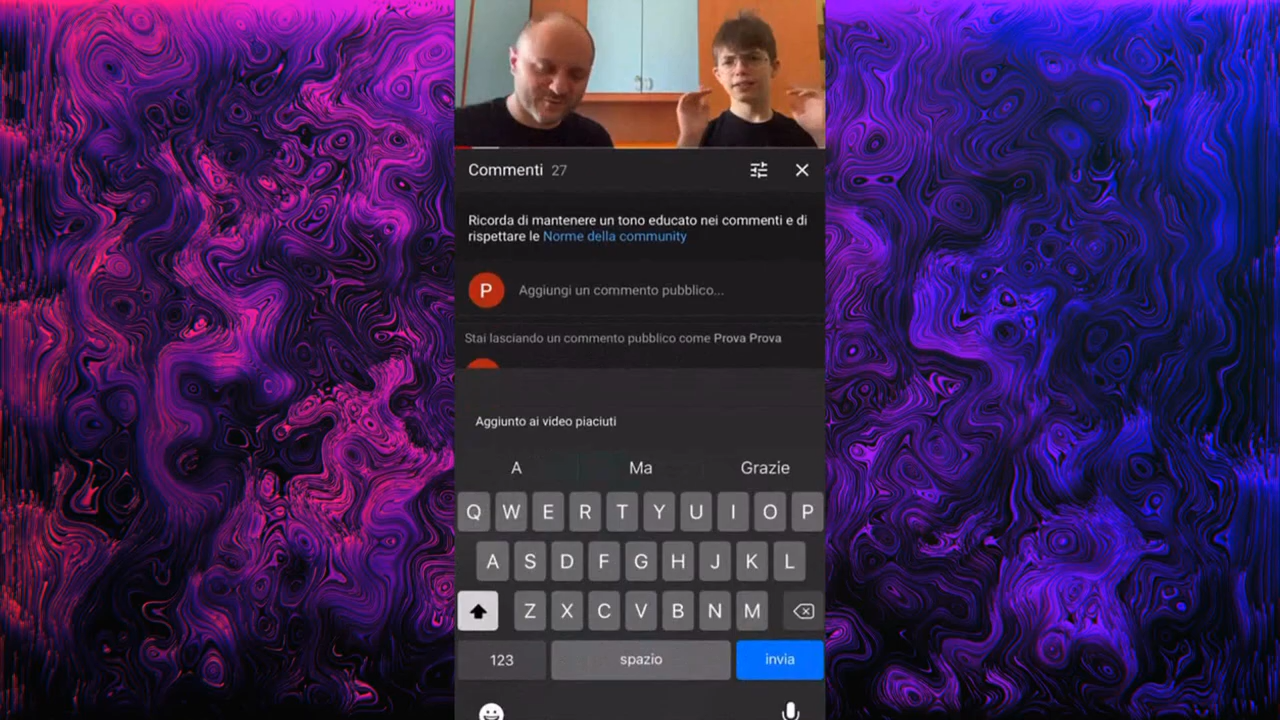 Commenti 27
Ricorda di mantenere un tono educato nei commenti e di
rispettare le Norme della community
P Aggiungi un commento pubblico...
Stai lasciando un commento pubblico come Prova Prova
Aggiunto ai video piaciuti
A Ma Grazie
Q W E R T Y U I O P
A S D F G H J K L
Z X C V B N M
123 spazio invia